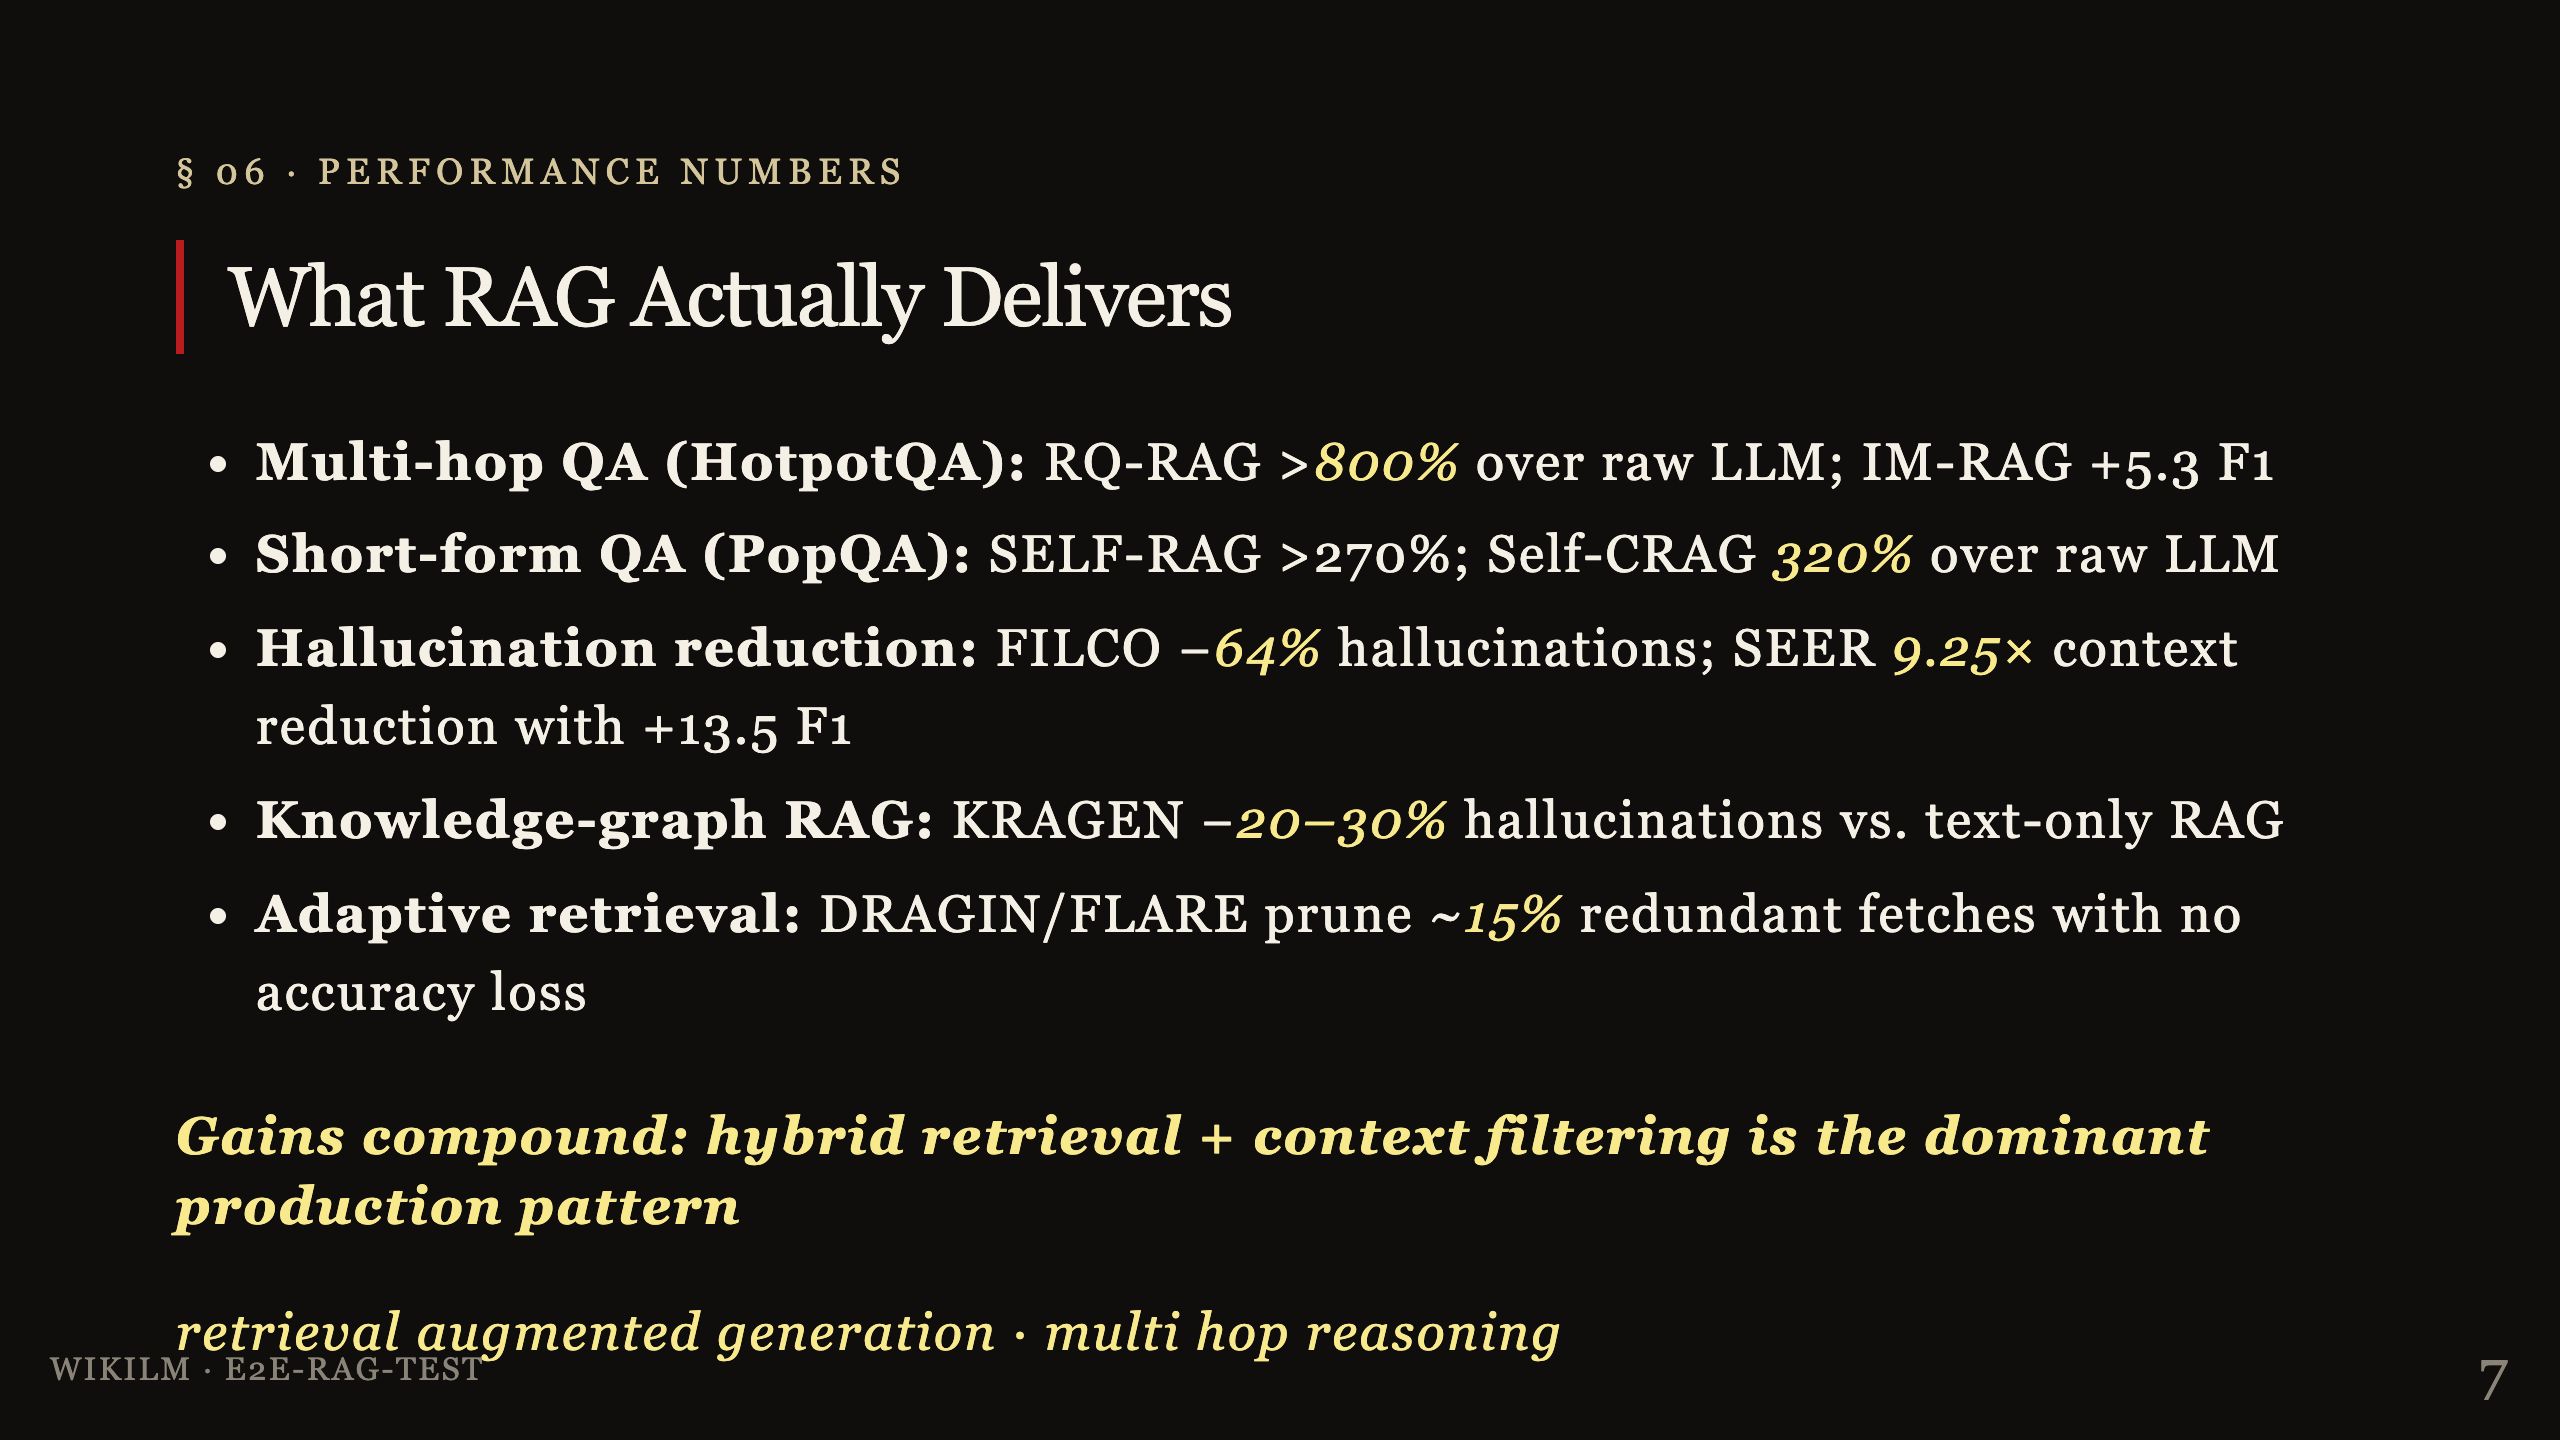 § 06 · PERFORMANCE NUMBERS
What RAG Actually Delivers
• Multi-hop QA (HotpotQA): RQ-RAG >800% over raw LLM; IM-RAG +5.3 F1
• Short-form QA (PopQA): SELF-RAG >270%; Self-CRAG 320% over raw LLM
• Hallucination reduction: FILCO –64% hallucinations; SEER 9.25× context
reduction with +13.5 F1
• Knowledge-graph RAG: KRAGEN –20–30% hallucinations vs. text-only RAG
• Adaptive retrieval: DRAGIN/FLARE prune ~15% redundant fetches with no
accuracy loss
Gains compound: hybrid retrieval + context filtering is the dominant
production pattern
retrieval augmented generation · multi hop reasoning
WIKILM · E2E-RAG-TEST
7